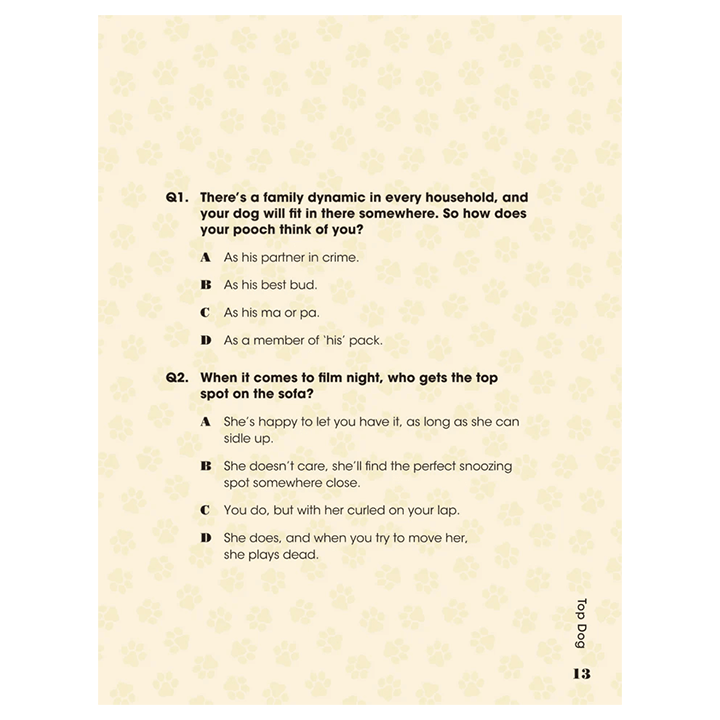 Q1. There's a family dynamic in every household, and
your dog will fit in there somewhere. So how does
your pooch think of you?
A As his partner in crime.
B As his best bud.
C As his ma or pa.
D As a member of ‘his’ pack.
Q2. When it comes to film night, who gets the top
spot on the sofa?
A She's happy to let you have it, as long as she can
sidle up.
B She doesn't care, she'll find the perfect snoozing
spot somewhere close.
C You do, but with her curled on your lap.
D She does, and when you try to move her,
she plays dead.
Top Dog
13